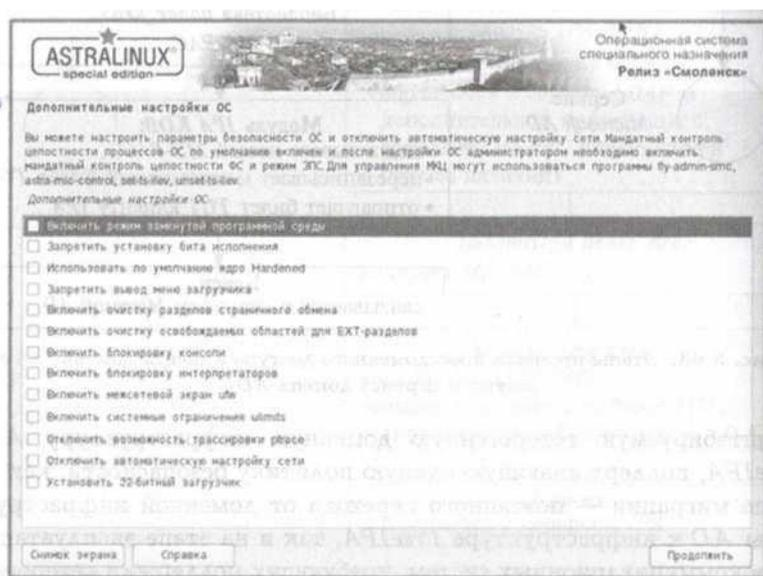 ASTRALINUX
special edition
Операционная система
специального назначения
Релиз «Смоленск»
Дополнительные настройки ОС
Вы можете настроить параметры безопасности ОС и отключить автоматическую настройку сети Мандатный контроль
целостности процессов ОС по умолчанию включен и после настройки ОС администратором необходимо включить
мандатный контроль целостности ФС и режим ЗПС. Для управления МКЦ могут использоваться программы fly-admin-smc,
astra-mic-control, set-fs-ilev, unset-fs-ilev.
Дополнительные настройки ОС
Включить режим замкнутой программной среды
Запретить установку бита исполнения
Использовать по умолчанию ядро Hardened
Запретить вывод меню загрузчика
Включить очистку разделов страничного обмена
Включить очистку освобождаемых областей для EXT-разделов
Включить блокировку консоли
Включить блокировку интерпретаторов
Включить межсетевой экран ufw
Включить системные ограничения ulimits
Отключить возможность трассировки ptrace
Отключить автоматическую настройку сети
Установить 32-битный загрузчик
Снимок экрана
Справка
Продолжить